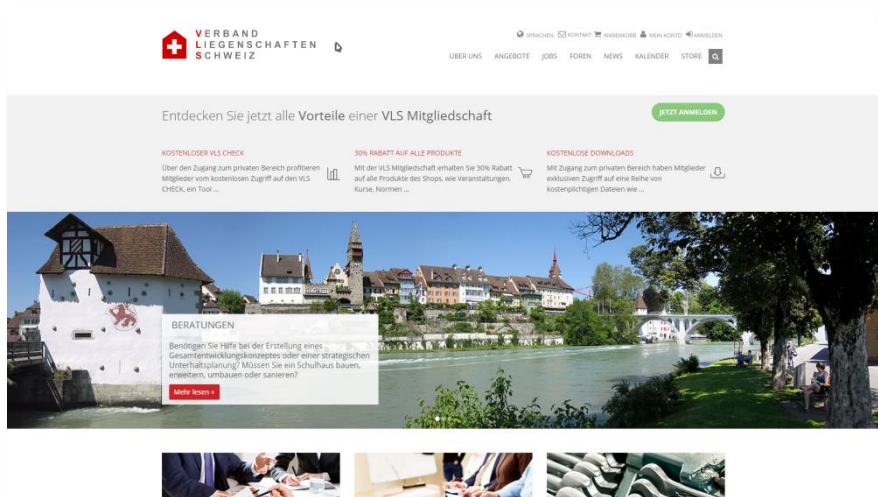 VERBAND
LIEGENSCHAFTEN
SCHWEIZ
SPRACHEN KONTAKT WARENKORB MEIN KONTO ANMELDEN
ÜBER UNS ANGEBOTE JOBS FOREN NEWS KALENDER STORE
Entdecken Sie jetzt alle Vorteile einer VLS Mitgliedschaft
JETZT ANMELDEN
KOSTENLOSER VLS CHECK
Über den Zugang zum privaten Bereich profitieren
Mitglieder vom kostenlosen Zugriff auf den VLS
CHECK, ein Tool ...
30% RABATT AUF ALLE PRODUKTE
Mit der VLS Mitgliedschaft erhalten Sie 30% Rabatt
auf alle Produkte des Shops, wie Veranstaltungen,
Kurse, Normen ...
KOSTENLOSE DOWNLOADS
Mit Zugang zum privaten Bereich haben Mitglieder
exklusiven Zugriff auf eine Reihe von
kostenplichtigen Dateien wie ...
BERATUNGEN
Benötigen Sie Hilfe bei der Erstellung eines
Gesamtentwicklungskonzeptes oder einer strategischen
Unterhaltsplanung? Müssen Sie ein Schulhaus bauen,
erweitern, umbauen oder sanieren?
Mehr lesen »